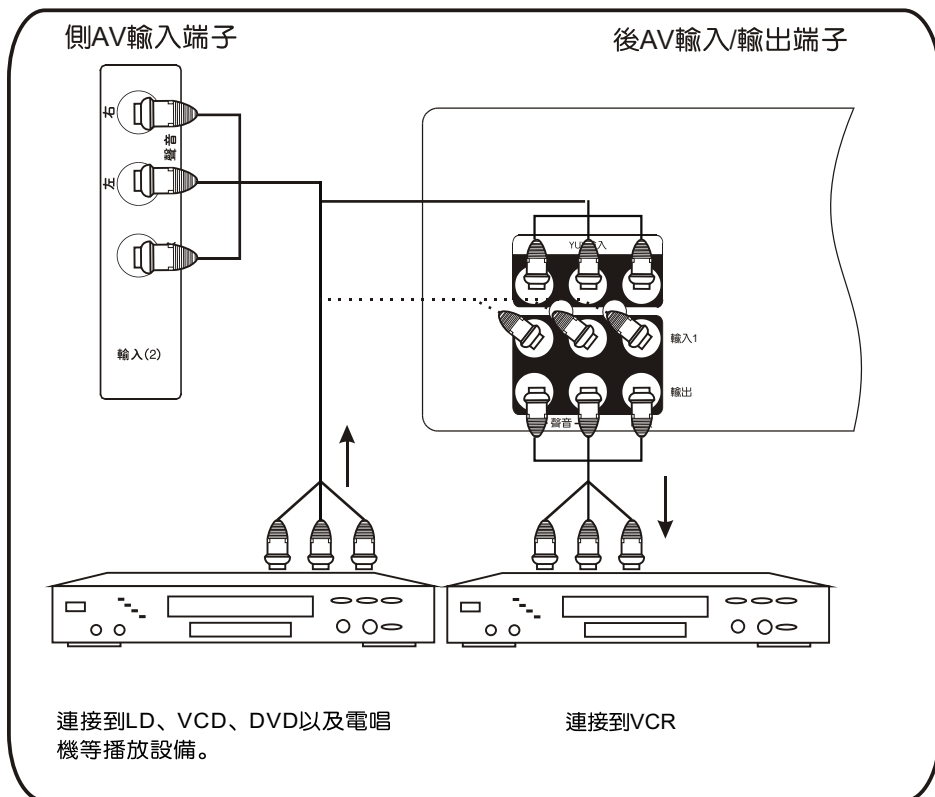 側AV輸入端子
後AV輸入/輸出端子
右
聲音
左
輸入(2)
輸入1
輸出
聲音
連接到LD、VCD、DVD以及電唱
機等播放設備。
連接到VCR